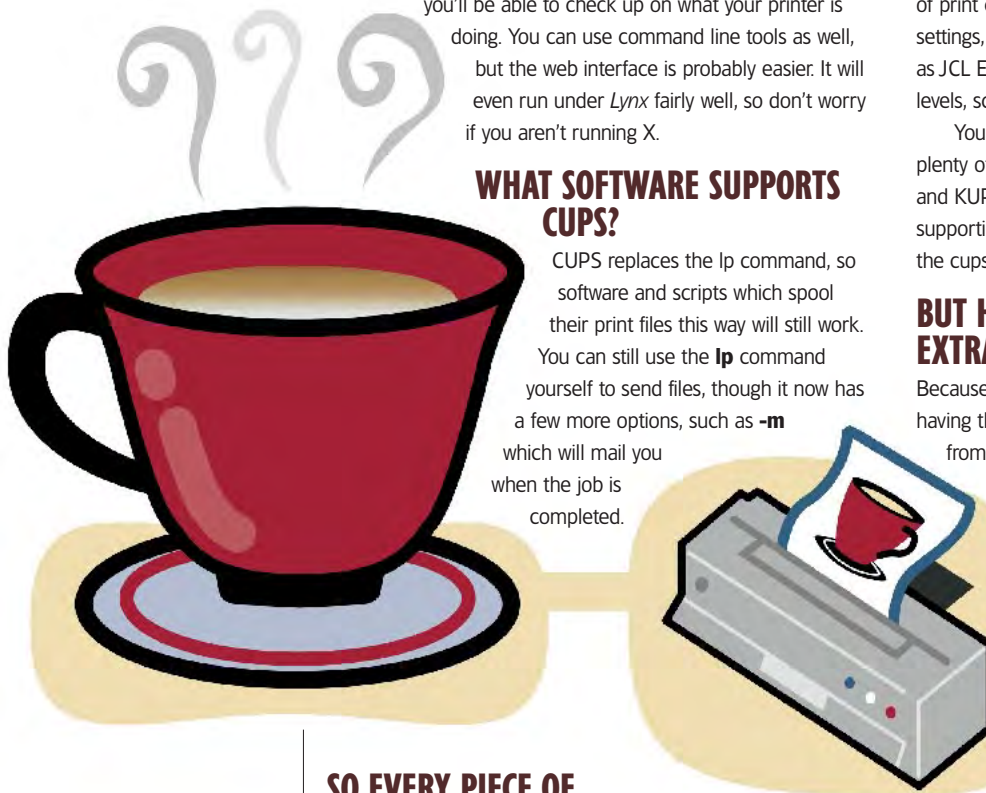 you'll be able to check up on what your printer is
doing. You can use command line tools as well,
but the web interface is probably easier. It will
even run under Lynx fairly well, so don't worry
if you aren't running X.
WHAT SOFTWARE SUPPORTS
CUPS?
CUPS replaces the lp command, so
software and scripts which spool
their print files this way will still work.
You can still use the lp command
yourself to send files, though it now has
a few more options, such as -m
which will mail you
when the job is
completed.
SO EVERY PIECE OF
of print
settings,
as JCL
levels,
You
plenty
and
the cups
BUT
Because
having
from